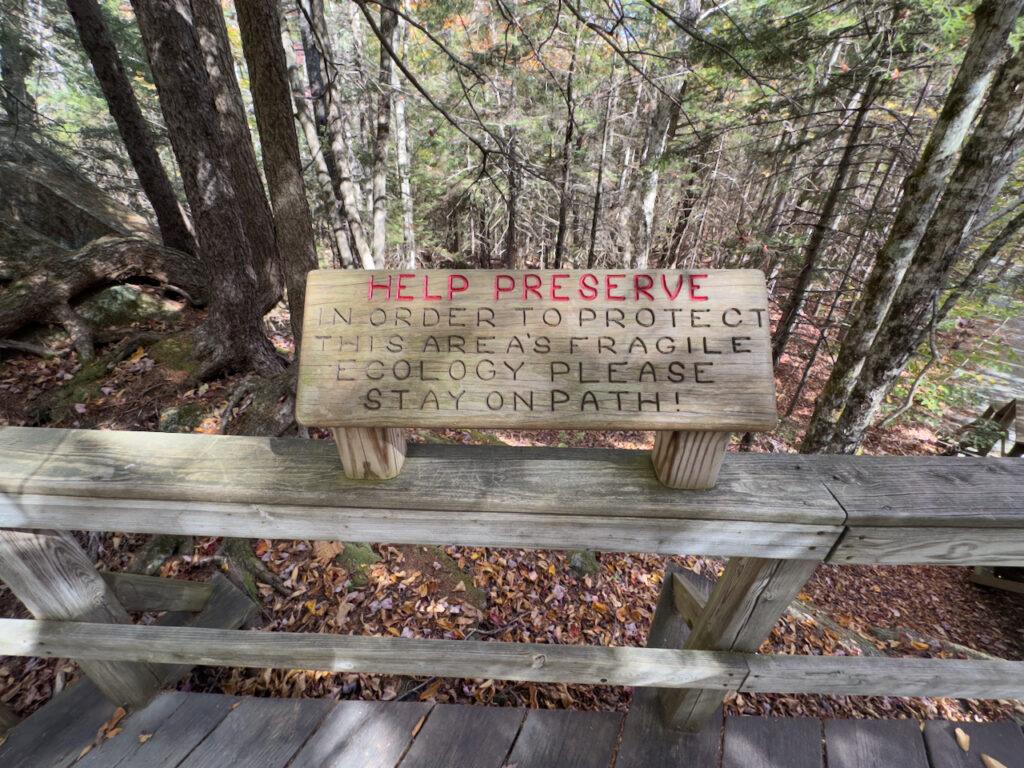 HELP PRESERVE
IN ORDER TO PROTECT
THIS AREA'S FRAGILE
ECOLOGY PLEASE
STAY ON PATH!